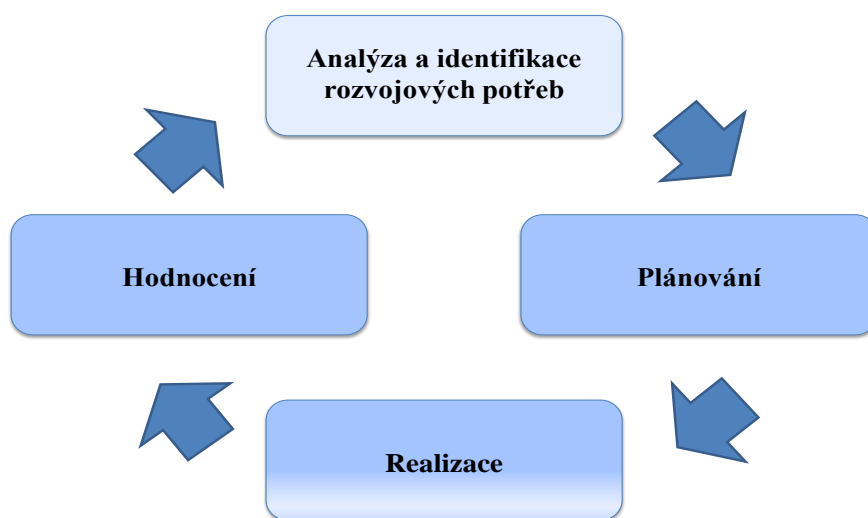 Analýza a identifikace
rozvojových potřeb
Hodnocení
Plánování
Realizace